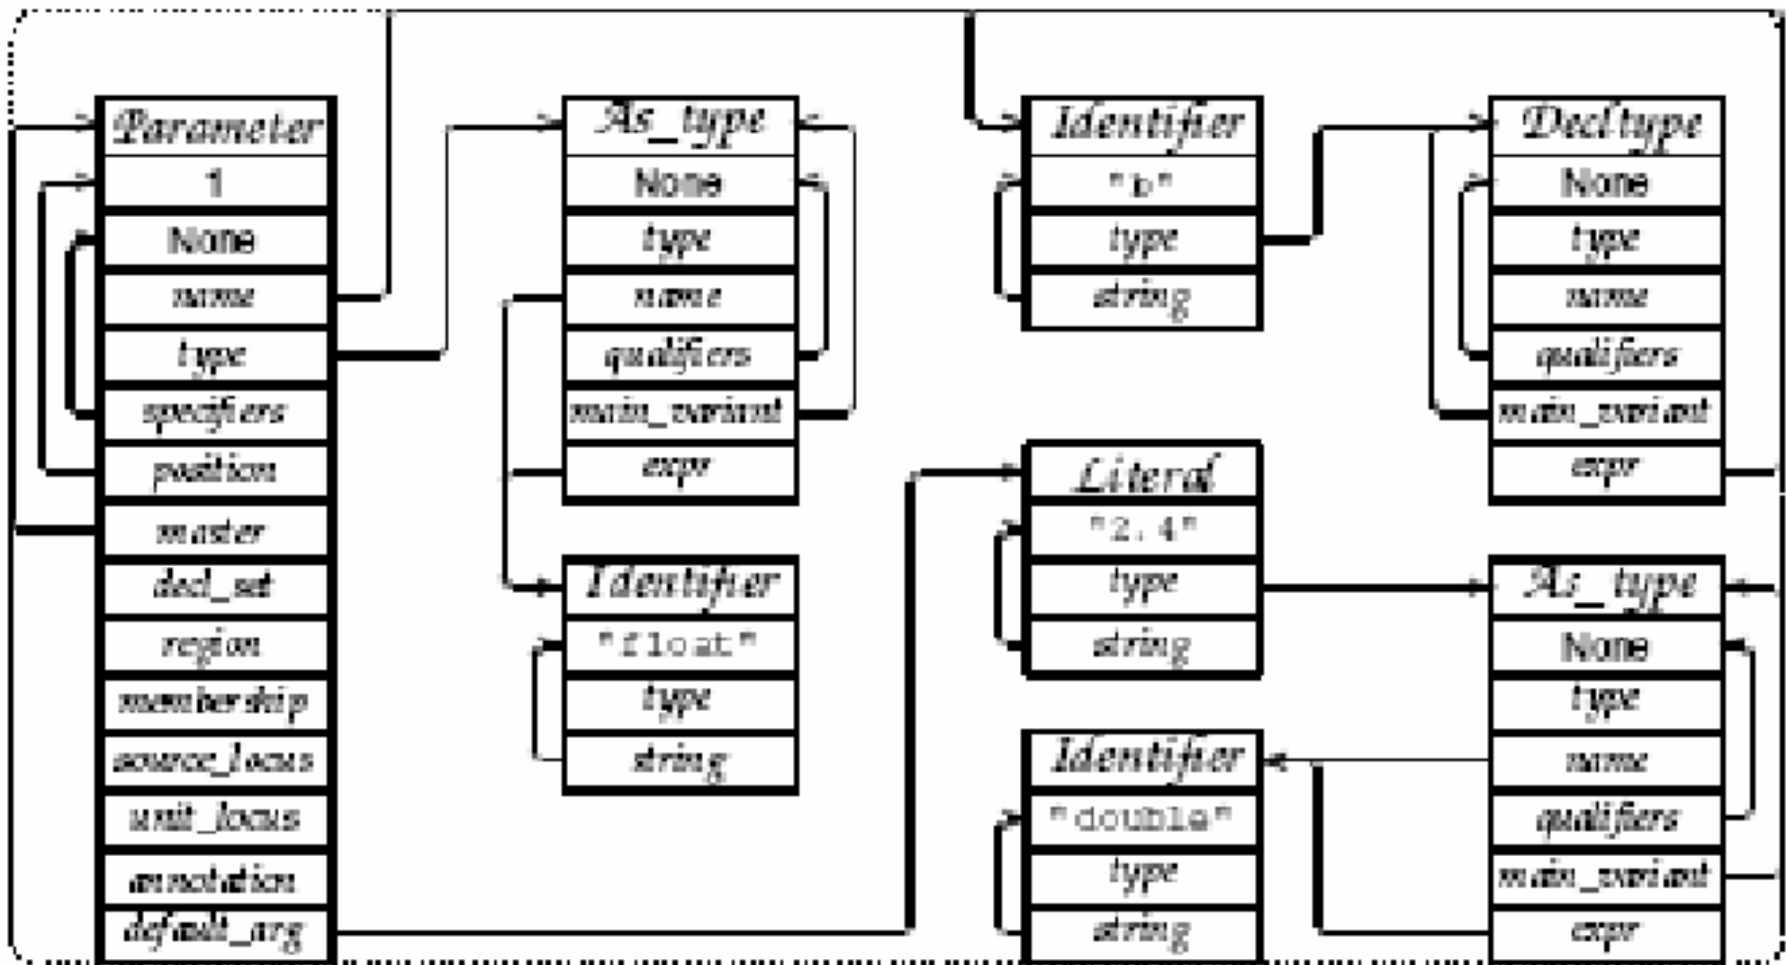 Parameter
1
None
name
type
specifiers
position
master
decl_set
region
membership
source_locus
unit_locus
annotation
default_arg
As_type
None
type
name
qualifiers
main_variant
expr
Identifier
"float"
type
string
Identifier
"b"
type
string
Literal
"2.4"
type
string
Identifier
"double"
type
string
Decltype
None
type
name
qualifiers
main_variant
expr
As_type
None
type
name
qualifiers
main_variant
expr